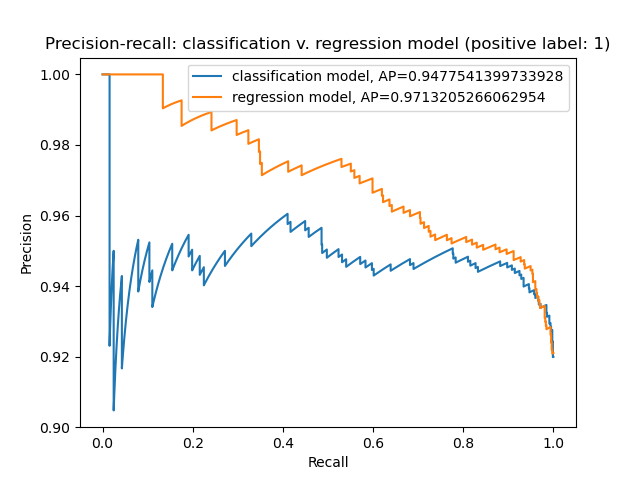 Precision-recall: classification v. regression model (positive label: 1)
classification model, AP=0.9477541399733928
regression model, AP=0.9713205266062954
1.00
0.98
0.96
0.94
0.92
0.90
Precision
0.0 0.2 0.4 0.6 0.8 1.0
Recall